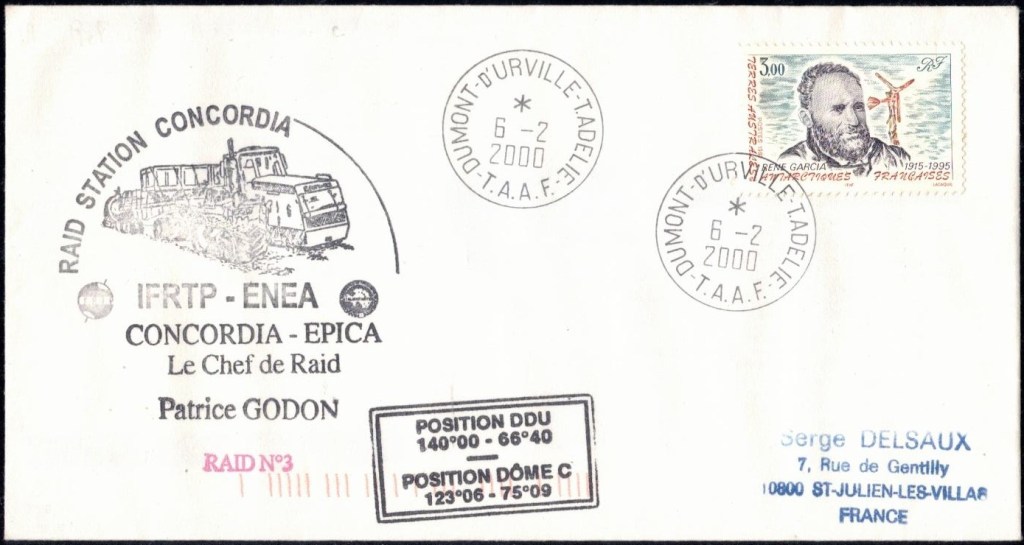 RAID STATION CONCORDIA
IFRTP - ENEA
CONCORDIA - EPICA
Le Chef de Raid
Patrice GODON
RAID N°3
DUMONT-D'URVILLE-T.ADELIE
*
6 -2
2000
-T.A.A.F.-
3,00
RF
TERRES AUSTRALES
RENE GARCIA
1915-1995
ANTARCTIQUES FRANÇAISES
DUMONT-D'URVILLE-T.ADELIE
*
6 -2
2000
-T.A.A.F.-
POSITION DDU
140°00 - 66°40
POSITION DÔME C
123°06 - 75°09
Serge DELSAUX
7, Rue de Gentilly
10800 ST-JULIEN-LES-VILLAS
FRANCE